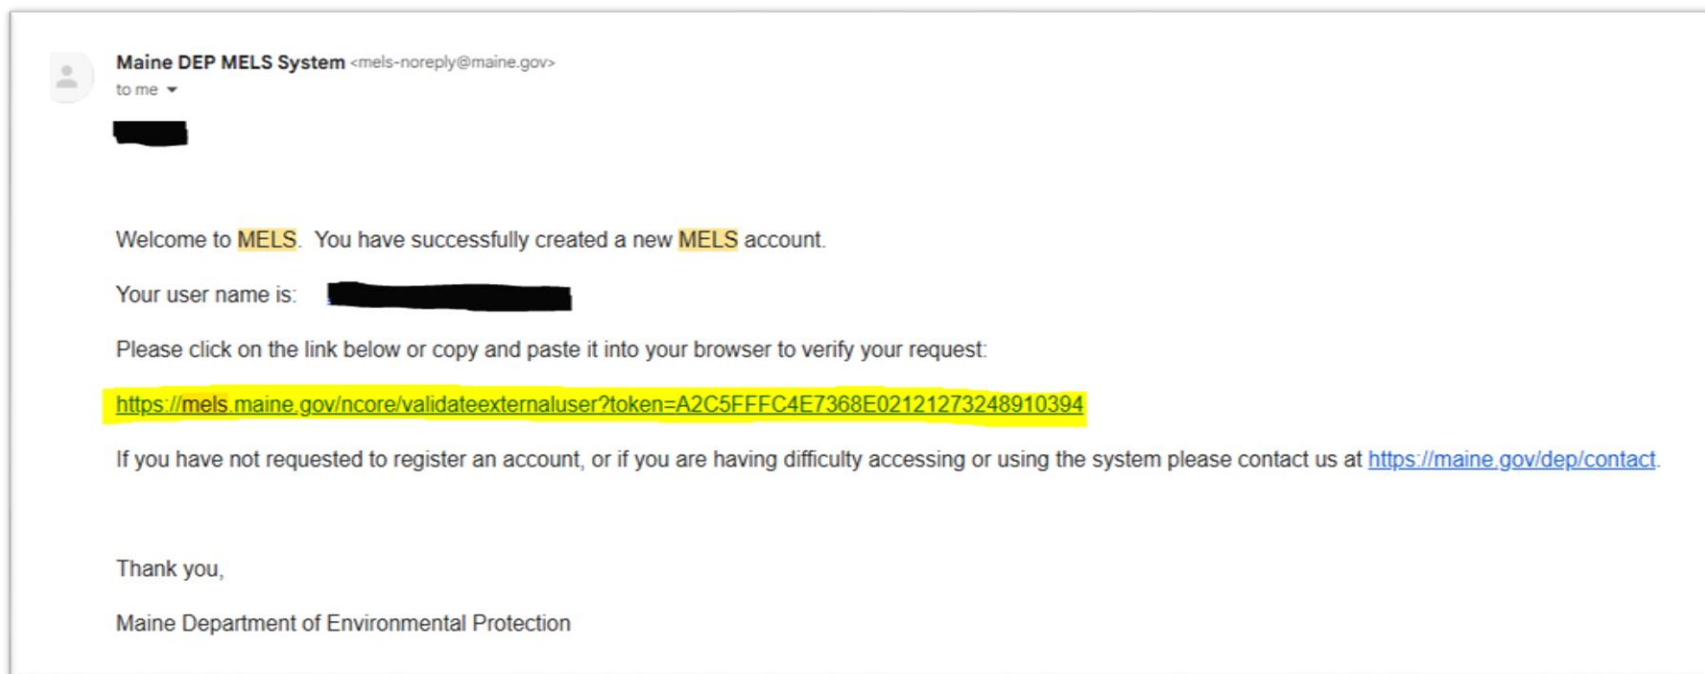 Maine DEP MELS System <mels-noreply@maine.gov>
to me
Welcome to MELS. You have successfully created a new MELS account.
Your user name is:
Please click on the link below or copy and paste it into your browser to verify your request:
https://mels.maine.gov/ncore/validateexternaluser?token=A2C5FFFC4E7368E02121273248910394
If you have not requested to register an account, or if you are having difficulty accessing or using the system please contact us at https://maine.gov/dep/contact.
Thank you,
Maine Department of Environmental Protection